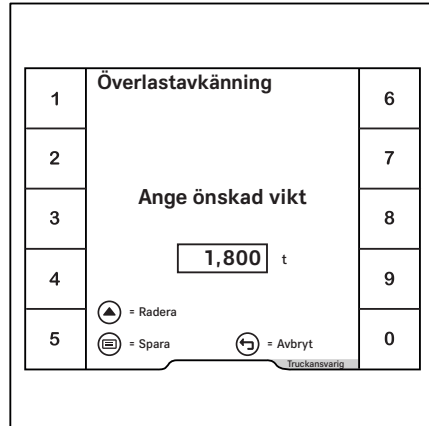 Överlastavkänning
1
6
2
7
Ange önskad vikt
3
8
1,800 t
4
9
= Radera
5
= Spara
= Avbryt
0
Truckansvarig